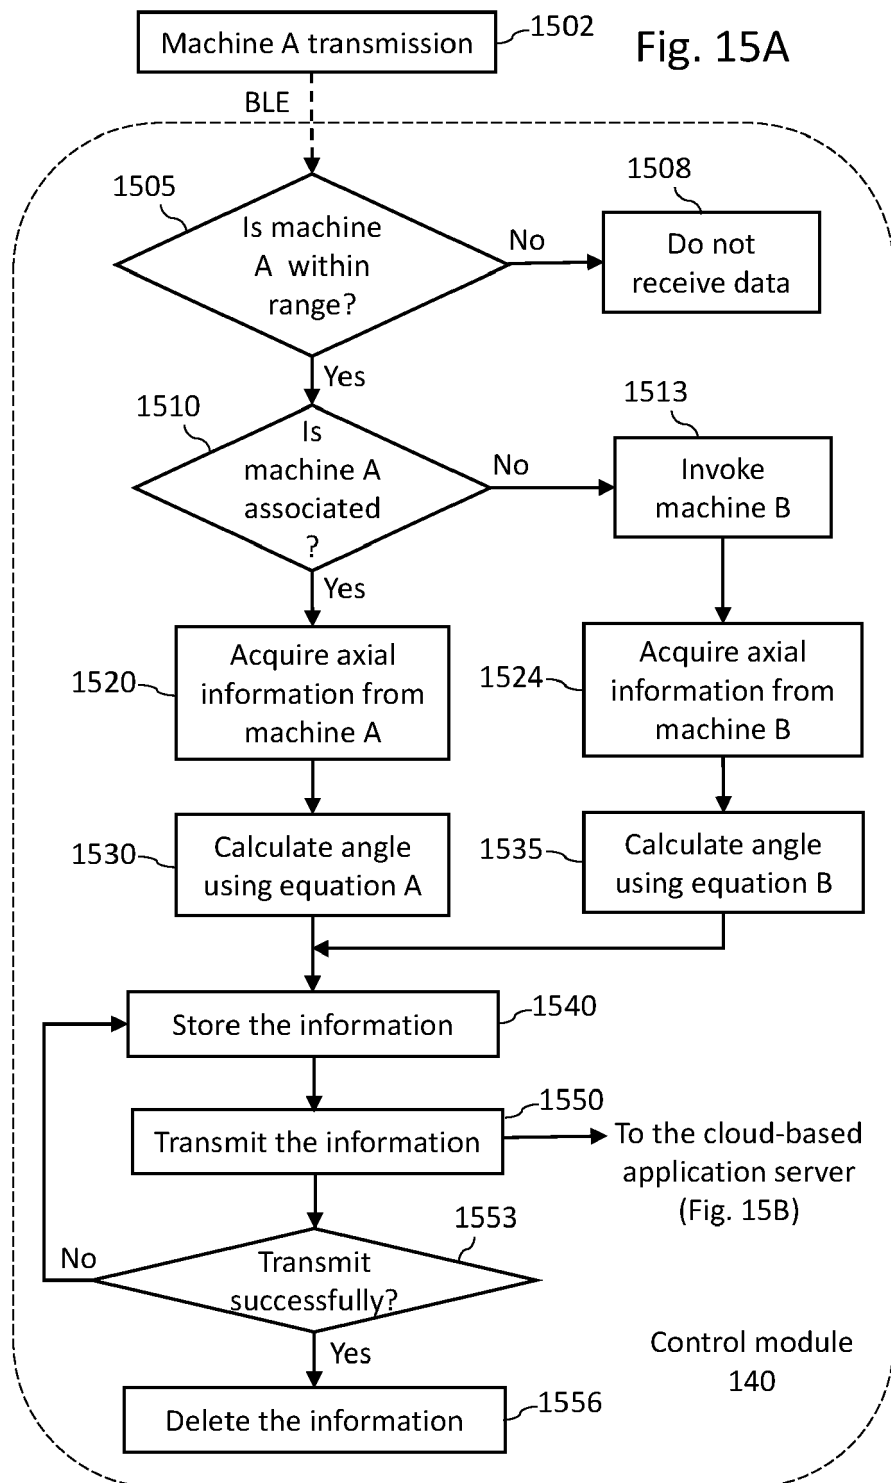 Machine A transmission
1502
Fig. 15A
BLE
1505
Is machine
A within
range?
No
1508
Do not
receive data
Yes
1510
Is
machine A
associated
?
No
1513
Invoke
machine B
Yes
1520
Acquire axial
information from
machine A
1524
Acquire axial
information from
machine B
1530
Calculate angle
using equation A
1535
Calculate angle
using equation B
Store the information
1540
Transmit the information
1550
To the cloud-based
application server
(Fig. 15B)
1553
Transmit
successfully?
No
Yes
Control module
140
Delete the information
1556